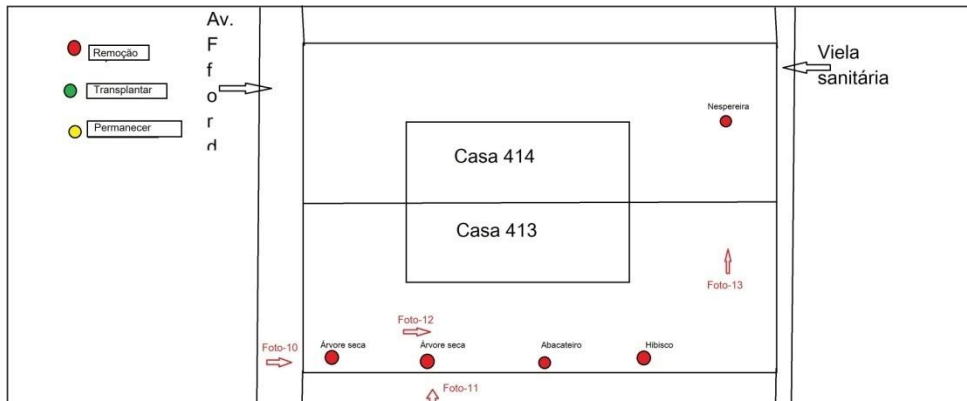 Remoção
Transplantar
Permanecer
Av.
F
f
o
r
d
Viela
sanitária
Nespereira
Casa 414
Casa 413
Foto-13
Foto-12
Foto-10
Árvore seca
Árvore seca
Abacateiro
Hibisco
Foto-11